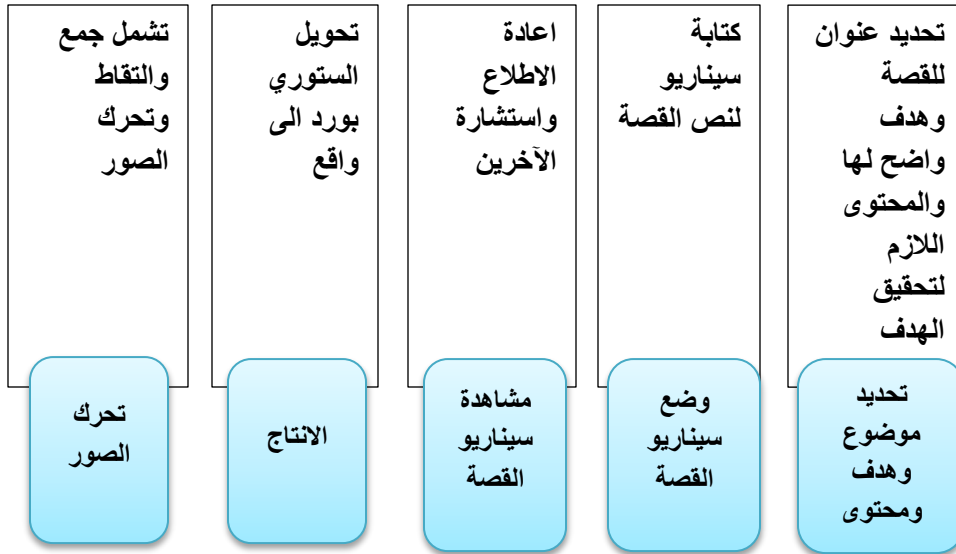 تحديد عنوان
للقصة
وهدف
واضح لها
والمحتوى
اللازم
لتحقيق
الهدف
تحديد
موضوع
وهدف
ومحتوى
كتابة
سيناريو
لنص القصة
وضع
سيناريو
القصة
اعادة
الاطلاع
واستشارة
الآخرين
مشاهدة
سيناريو
القصة
تحويل
الستوري
بورد الى
واقع
الانتاج
تشمل جمع
والتقاط
وتحرك
الصور
تحرك
الصور